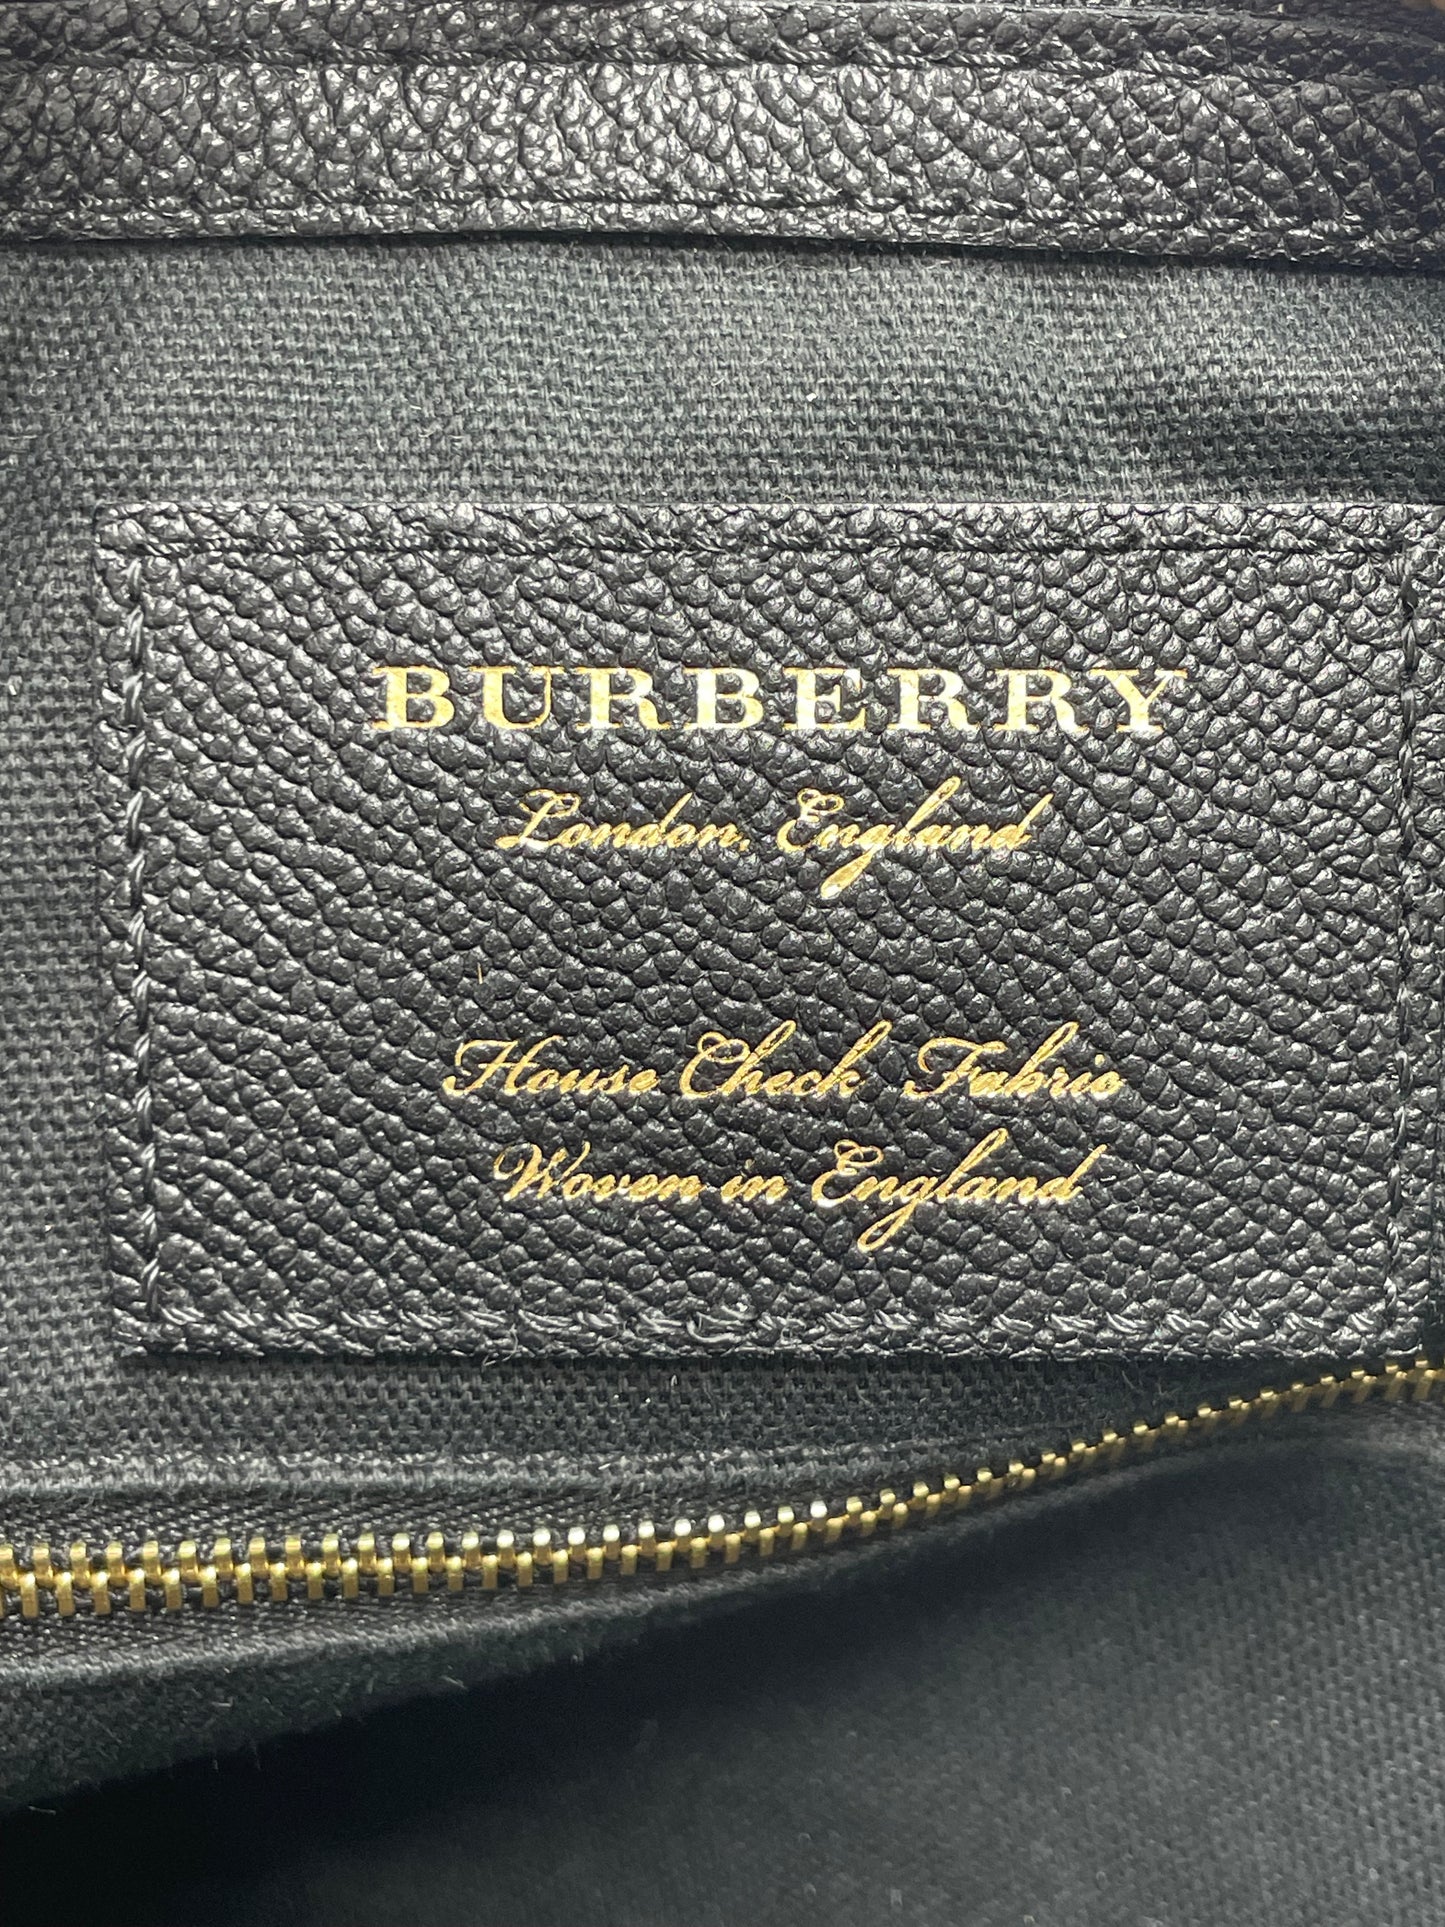 BURBERRY
London, England
House Check Fabric
Woven in England